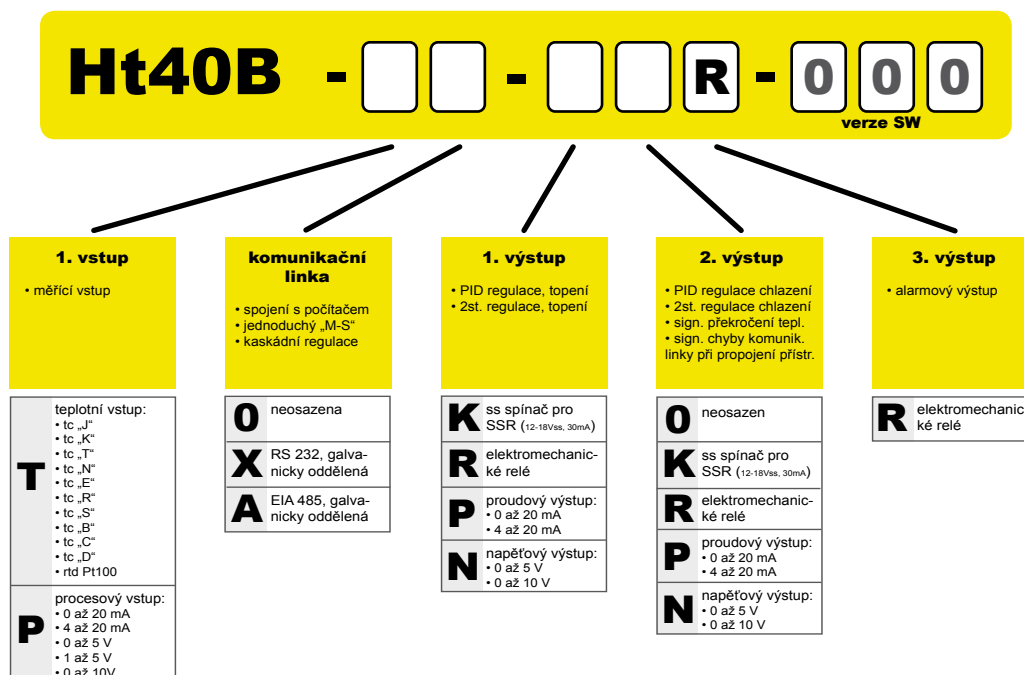 Ht40B - - R - 0 0 0
verze SW
1. vstup
• měřící vstup
T
teplotní vstup:
• tc „J“
• tc „K“
• tc „T“
• tc „N“
• tc „E“
• tc „R“
• tc „S“
• tc „B“
• tc „C“
• tc „D“
• rtd Pt100
P
procesový vstup:
• 0 až 20 mA
• 4 až 20 mA
• 0 až 5 V
• 1 až 5 V
• 0 až 10V
komunikační
linka
• spojení s počítačem
• jednoduchý „M-S“
• kaskádní regulace
0
neosazena
X
RS 232, galva-
nicky oddělená
A
EIA 485, galva-
nicky oddělená
1. výstup
• PID regulace, topení
• 2st. regulace, topení
K
ss spínač pro
SSR (12-18Vss, 30mA)
R
elektromechanic-
ké relé
P
proudový výstup:
• 0 až 20 mA
• 4 až 20 mA
N
napěťový výstup:
• 0 až 5 V
• 0 až 10 V
2. výstup
• PID regulace chlazení
• 2st. regulace chlazení
• sign. překročení tepl.
• sign. chyby komunik.
linky při propojení přístr.
0
neosazen
K
ss spínač pro
SSR (12-18Vss, 30mA)
R
elektromechanic-
ké relé
P
proudový výstup:
• 0 až 20 mA
• 4 až 20 mA
N
napěťový výstup:
• 0 až 5 V
• 0 až 10 V
3. výstup
• alarmový výstup
R
elektromechanic
ké relé